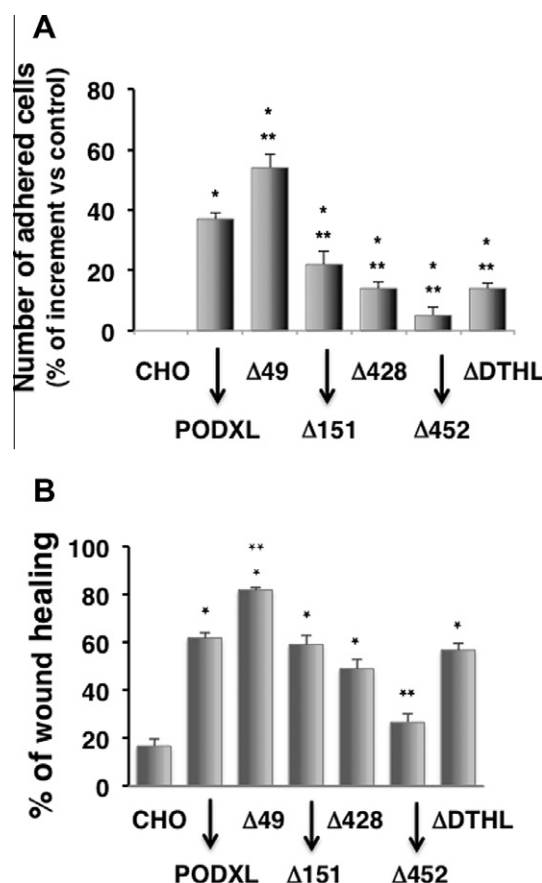 A
Number of adhered cells
(% of increment vs control)
80
60
40
20
0
*
*
**
*
**
*
**
*
**
*
**
CHO
Δ49
Δ428
ΔDTHL
PODXL
Δ151
Δ452
B
% of wound healing
100
80
60
40
20
0
*
**
*
*
*
**
*
CHO
Δ49
Δ428
ΔDTHL
PODXL
Δ151
Δ452